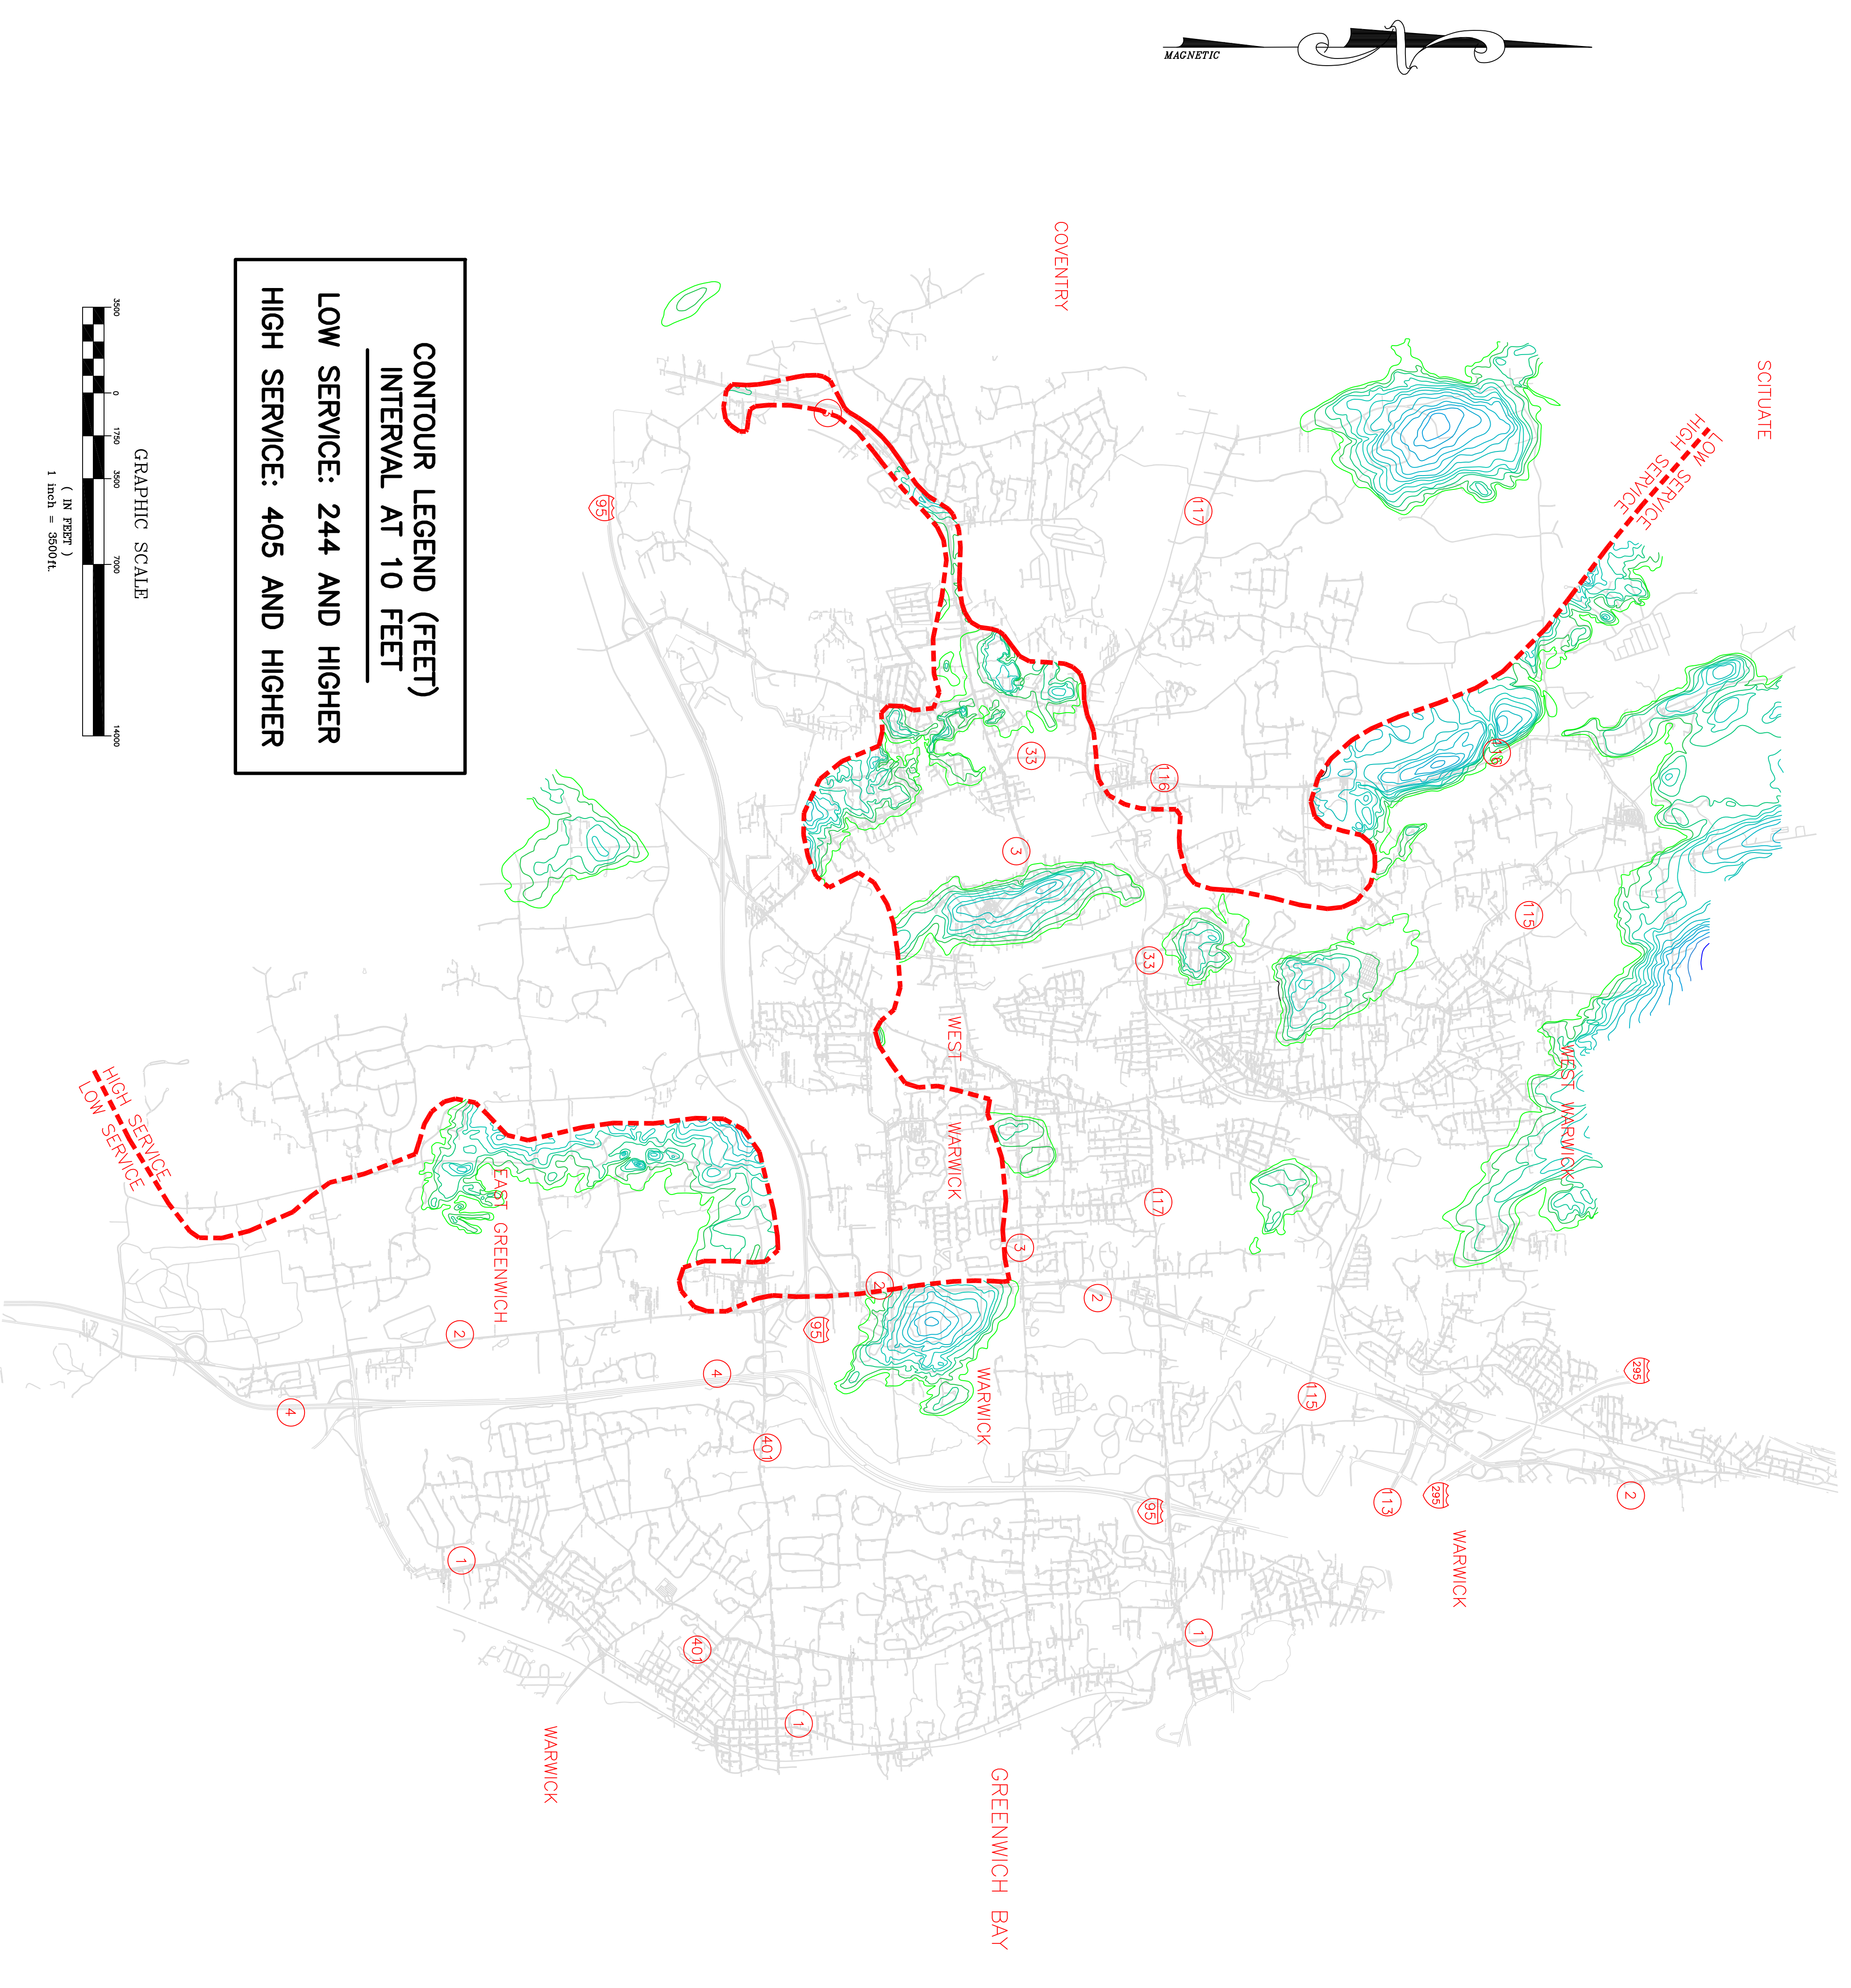 MAGNETIC
SCITUATE
COVENTRY
LOW SERVICE
HIGH SERVICE
CONTOUR LEGEND (FEET)
INTERVAL AT 10 FEET
LOW SERVICE: 244 AND HIGHER
HIGH SERVICE: 405 AND HIGHER
GRAPHIC SCALE
3500
0
1750
3500
7000
14000
( IN FEET )
1 inch = 3500ft.
95
117
116
33
116
3
115
33
WEST WARWICK
WEST
WARWICK
117
3
2
2
HIGH SERVICE
LOW SERVICE
EAST GREENWICH
95
2
4
4
WARWICK
115
295
295
113
2
401
95
WARWICK
1
1
401
1
WARWICK
GREENWICH BAY